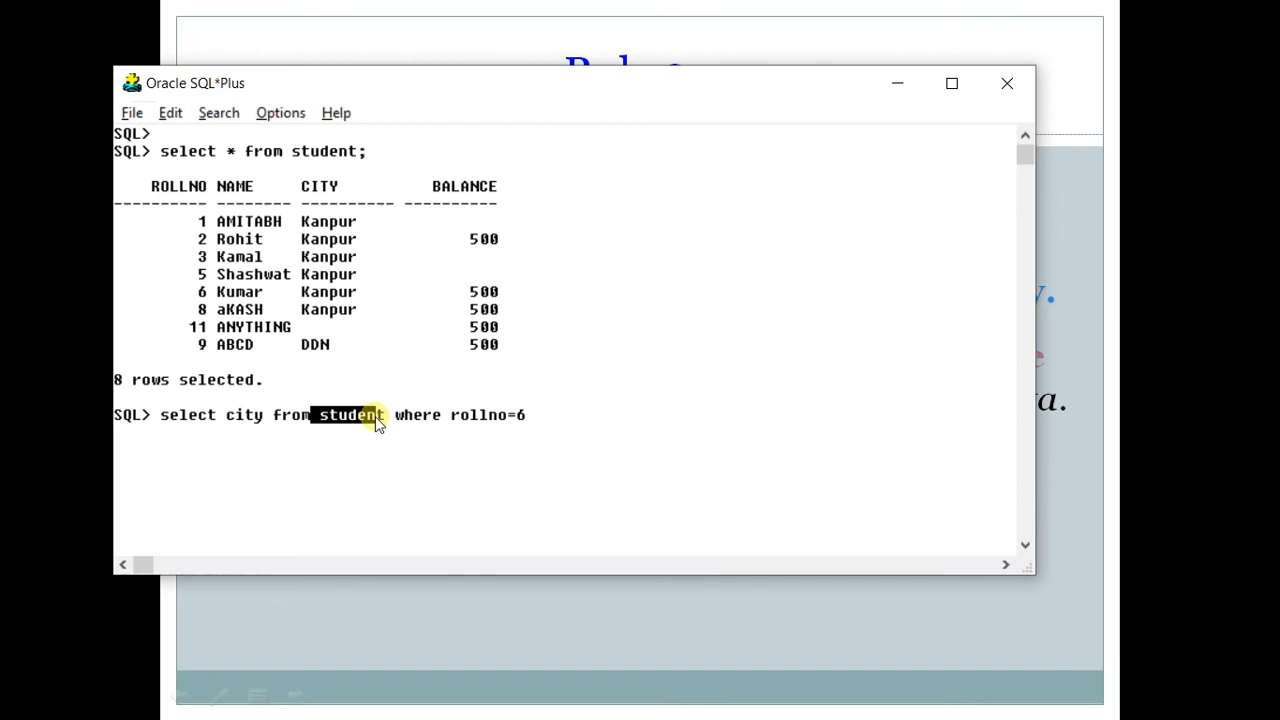 Oracle SQL*Plus
File Edit Search Options Help
SQL>
SQL> select * from student;
ROLLNO NAME CITY BALANCE
---------- -------- ---------- ----------
1 AMITABH Kanpur
2 Rohit Kanpur 500
3 Kamal Kanpur
5 Shashwat Kanpur
6 Kumar Kanpur 500
8 aKASH Kanpur 500
11 ANYTHING 500
9 ABCD DDN 500
8 rows selected.
SQL> select city from student where rollno=6